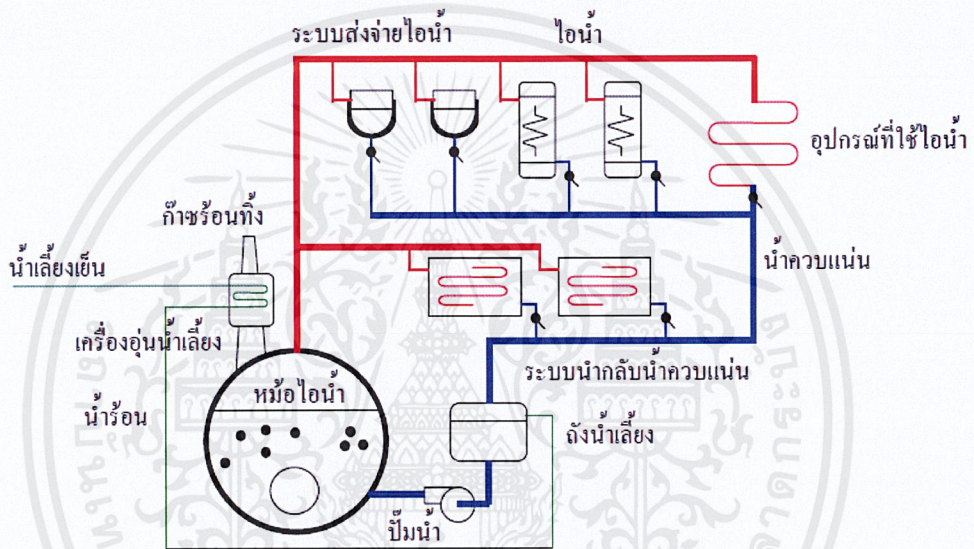 ระบบส่งจ่ายไอน้ำ
ไอน้ำ
อุปกรณ์ที่ใช้ไอน้ำ
ก๊าซร้อนทิ้ง
น้ำเลี้ยงเย็น
น้ำควบแน่น
เครื่องอุ่นน้ำเลี้ยง
ระบบนำกลับน้ำควบแน่น
หม้อไอน้ำ
น้ำร้อน
ถังน้ำเลี้ยง
ปั๊มน้ำ